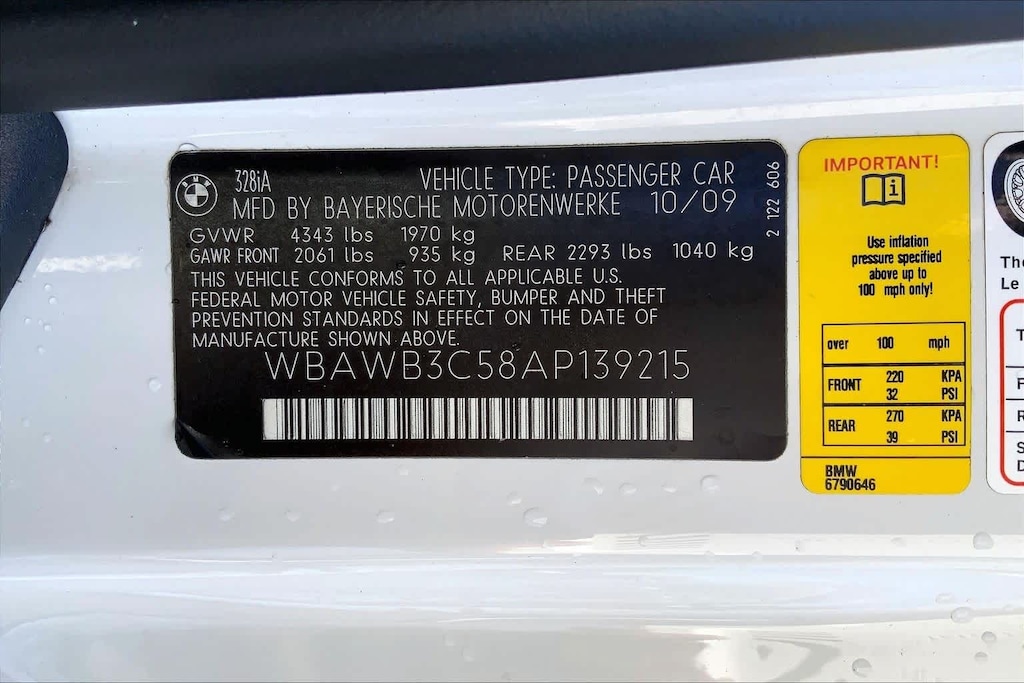 BMW
328iA
VEHICLE TYPE: PASSENGER CAR
MFD BY BAYERISCHE MOTORENWERKE 10/09
GVWR 4343 lbs 1970 kg
GAWR FRONT 2061 lbs 935 kg REAR 2293 lbs 1040 kg
THIS VEHICLE CONFORMS TO ALL APPLICABLE U.S.
FEDERAL MOTOR VEHICLE SAFETY, BUMPER AND THEFT
PREVENTION STANDARDS IN EFFECT ON THE DATE OF
MANUFACTURE SHOWN ABOVE.
WBAWB3C58AP139215
2 122 606
IMPORTANT!
i
Use inflation
pressure specified
above up to
100 mph only!
over 100 mph
FRONT 220 KPA
32 PSI
REAR 270 KPA
39 PSI
BMW
6790646
The
Le